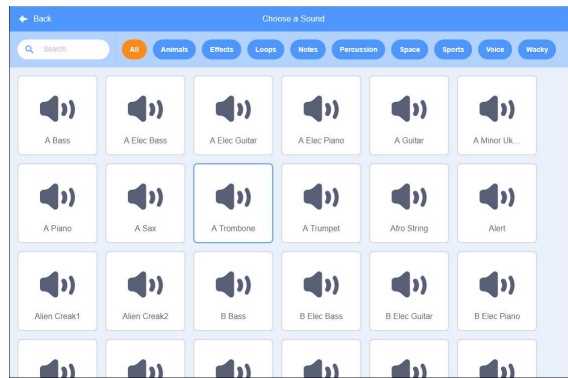 Back
Choose a Sound
Search
All Animals Effects Loops Notes Percussion Space Sports Voice Wacky
A Bass A Elec Bass A Elec Guitar A Elec Piano A Guitar A Minor Uk...
A Piano A Sax A Trombone A Trumpet Afro String Alert
Alien Creak1 Alien Creak2 B Bass B Elec Bass B Elec Guitar B Elec Piano